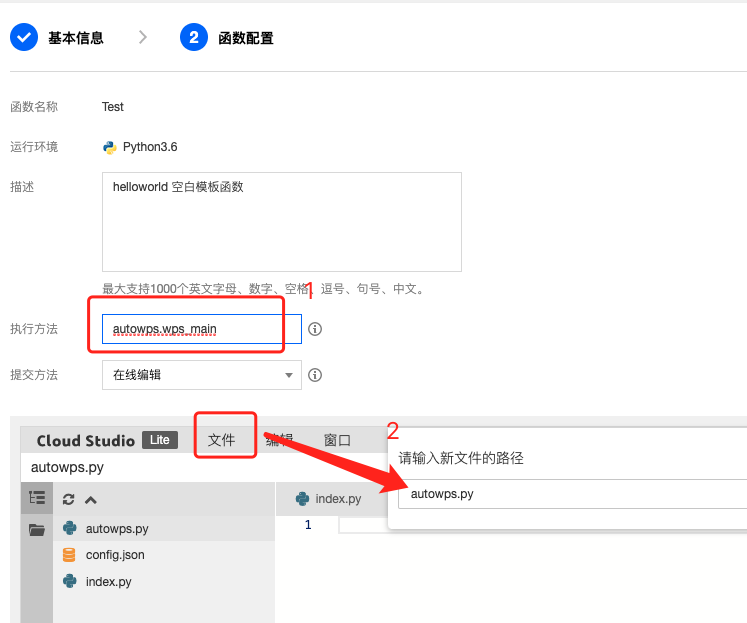 基本信息
2 函数配置
函数名称 Test
运行环境 Python3.6
描述 helloworld 空白模板函数
最大支持1000个英文字母、数字、空格、逗号、句号、中文。
1
执行方法 autowps.wps_main
提交方法 在线编辑
2
Cloud Studio Lite 文件 编辑 窗口
请输入新文件的路径
autowps.py
autowps.py
index.py
1
autowps.py
config.json
index.py